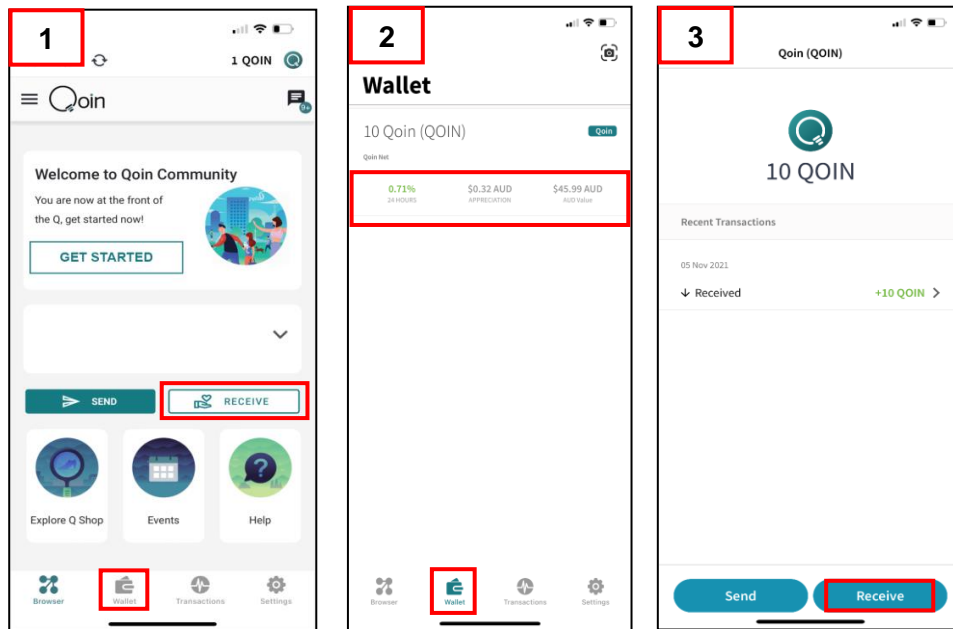 1
1 QOIN
Qoin
9+
Welcome to Qoin Community
You are now at the front of
the Q, get started now!
GET STARTED
SEND
RECEIVE
Explore Q Shop
Events
Help
Browser
Wallet
Transactions
Settings
2
Wallet
10 Qoin (QOIN)
Qoin
Qoin Net
0.71%
$0.32 AUD
$45.99 AUD
24 HOURS
APPRECIATION
AUD Value
Browser
Wallet
Transactions
Settings
3
Qoin (QOIN)
10 QOIN
Recent Transactions
05 Nov 2021
Received
+10 QOIN
Send
Receive